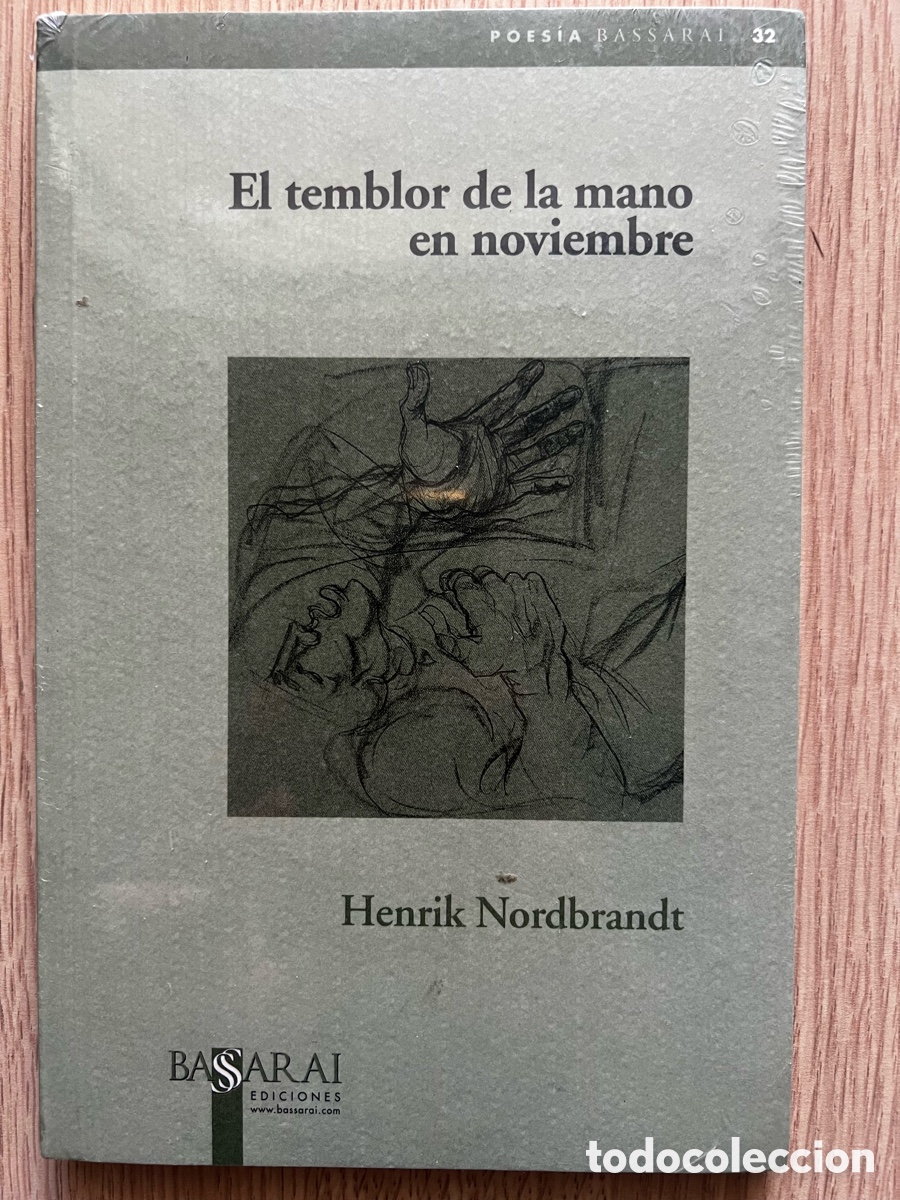 POESÍA BASSARAI 32
El temblor de la mano
en noviembre
Henrik Nordbrandt
BASSARAI
EDICIONES
www.bassarai.com
todocoleccion